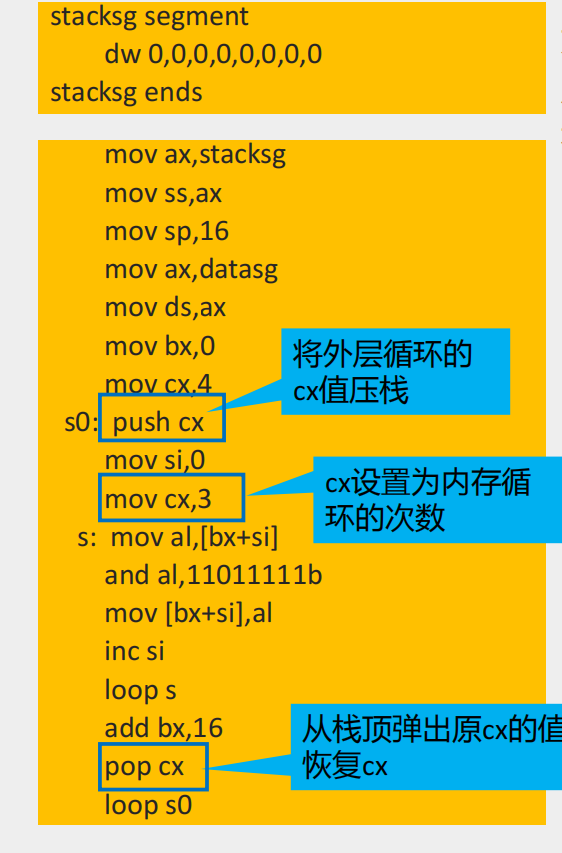 stacksg segment
dw 0,0,0,0,0,0,0,0
stacksg ends
mov ax,stacksg
mov ss,ax
mov sp,16
mov ax,datasg
mov ds,ax
mov bx,0
mov cx,4
将外层循环的
cx值压栈
s0: push cx
mov si,0
mov cx,3
cx设置为内存循
环的次数
s: mov al,[bx+si]
and al,11011111b
mov [bx+si],al
inc si
loop s
add bx,16
pop cx
从栈顶弹出原cx的值
恢复cx
loop s0